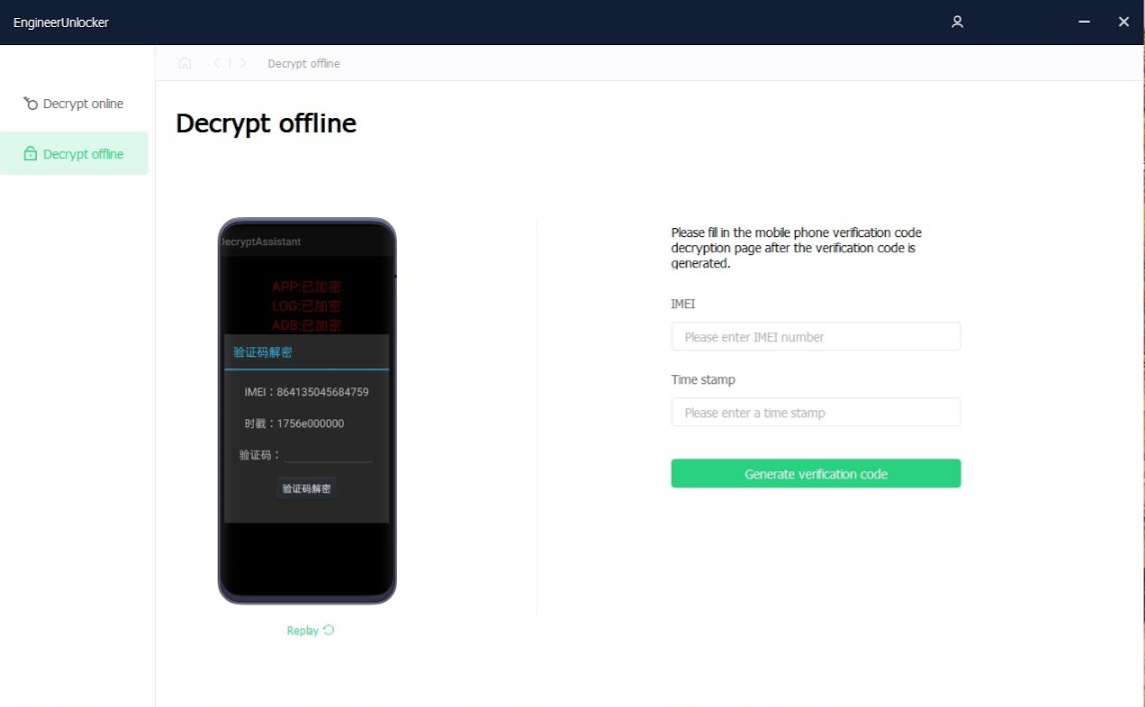 EngineerUnlocker
Decrypt offline
Decrypt online
Decrypt offline
Decrypt offline
DecryptAssistant
APP:已加密
LOG:已加密
ADB:已加密
验证码解密
IMEI：864135045684759
时戳：1756e000000
验证码：
验证码解密
Replay
Please fill in the mobile phone verification code
decryption page after the verification code is
generated.
IMEI
Please enter IMEI number
Time stamp
Please enter a time stamp
Generate verification code